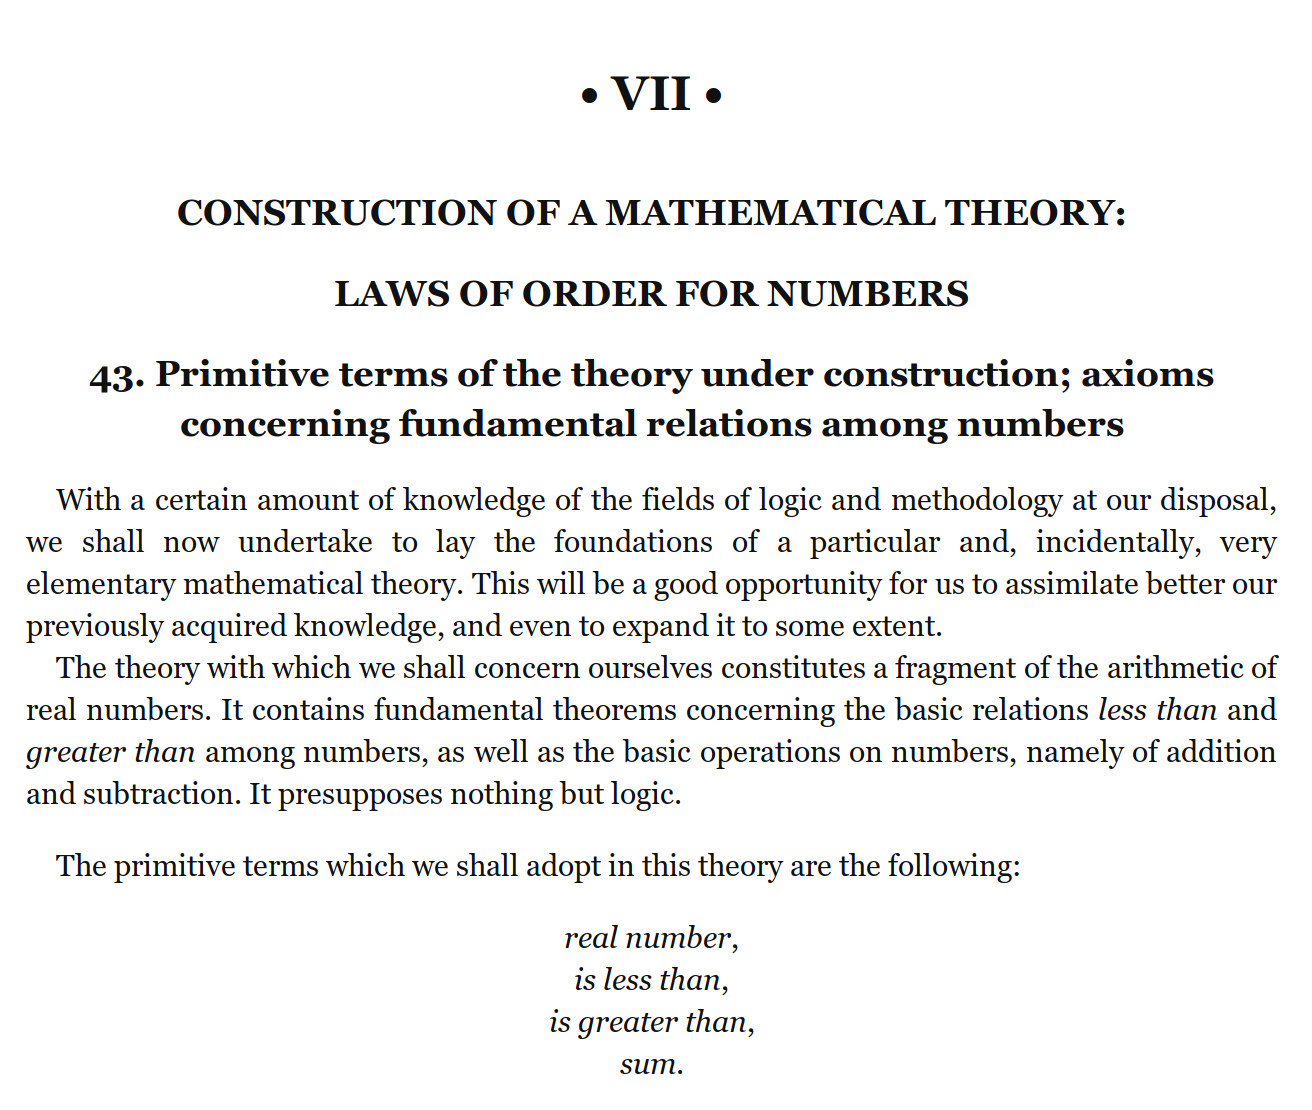 • VII •
CONSTRUCTION OF A MATHEMATICAL THEORY:
LAWS OF ORDER FOR NUMBERS
43. Primitive terms of the theory under construction; axioms
concerning fundamental relations among numbers
With a certain amount of knowledge of the fields of logic and methodology at our disposal,
we shall now undertake to lay the foundations of a particular and, incidentally, very
elementary mathematical theory. This will be a good opportunity for us to assimilate better our
previously acquired knowledge, and even to expand it to some extent.
The theory with which we shall concern ourselves constitutes a fragment of the arithmetic of
real numbers. It contains fundamental theorems concerning the basic relations less than and
greater than among numbers, as well as the basic operations on numbers, namely of addition
and subtraction. It presupposes nothing but logic.
The primitive terms which we shall adopt in this theory are the following:
real number,
is less than,
is greater than,
sum.